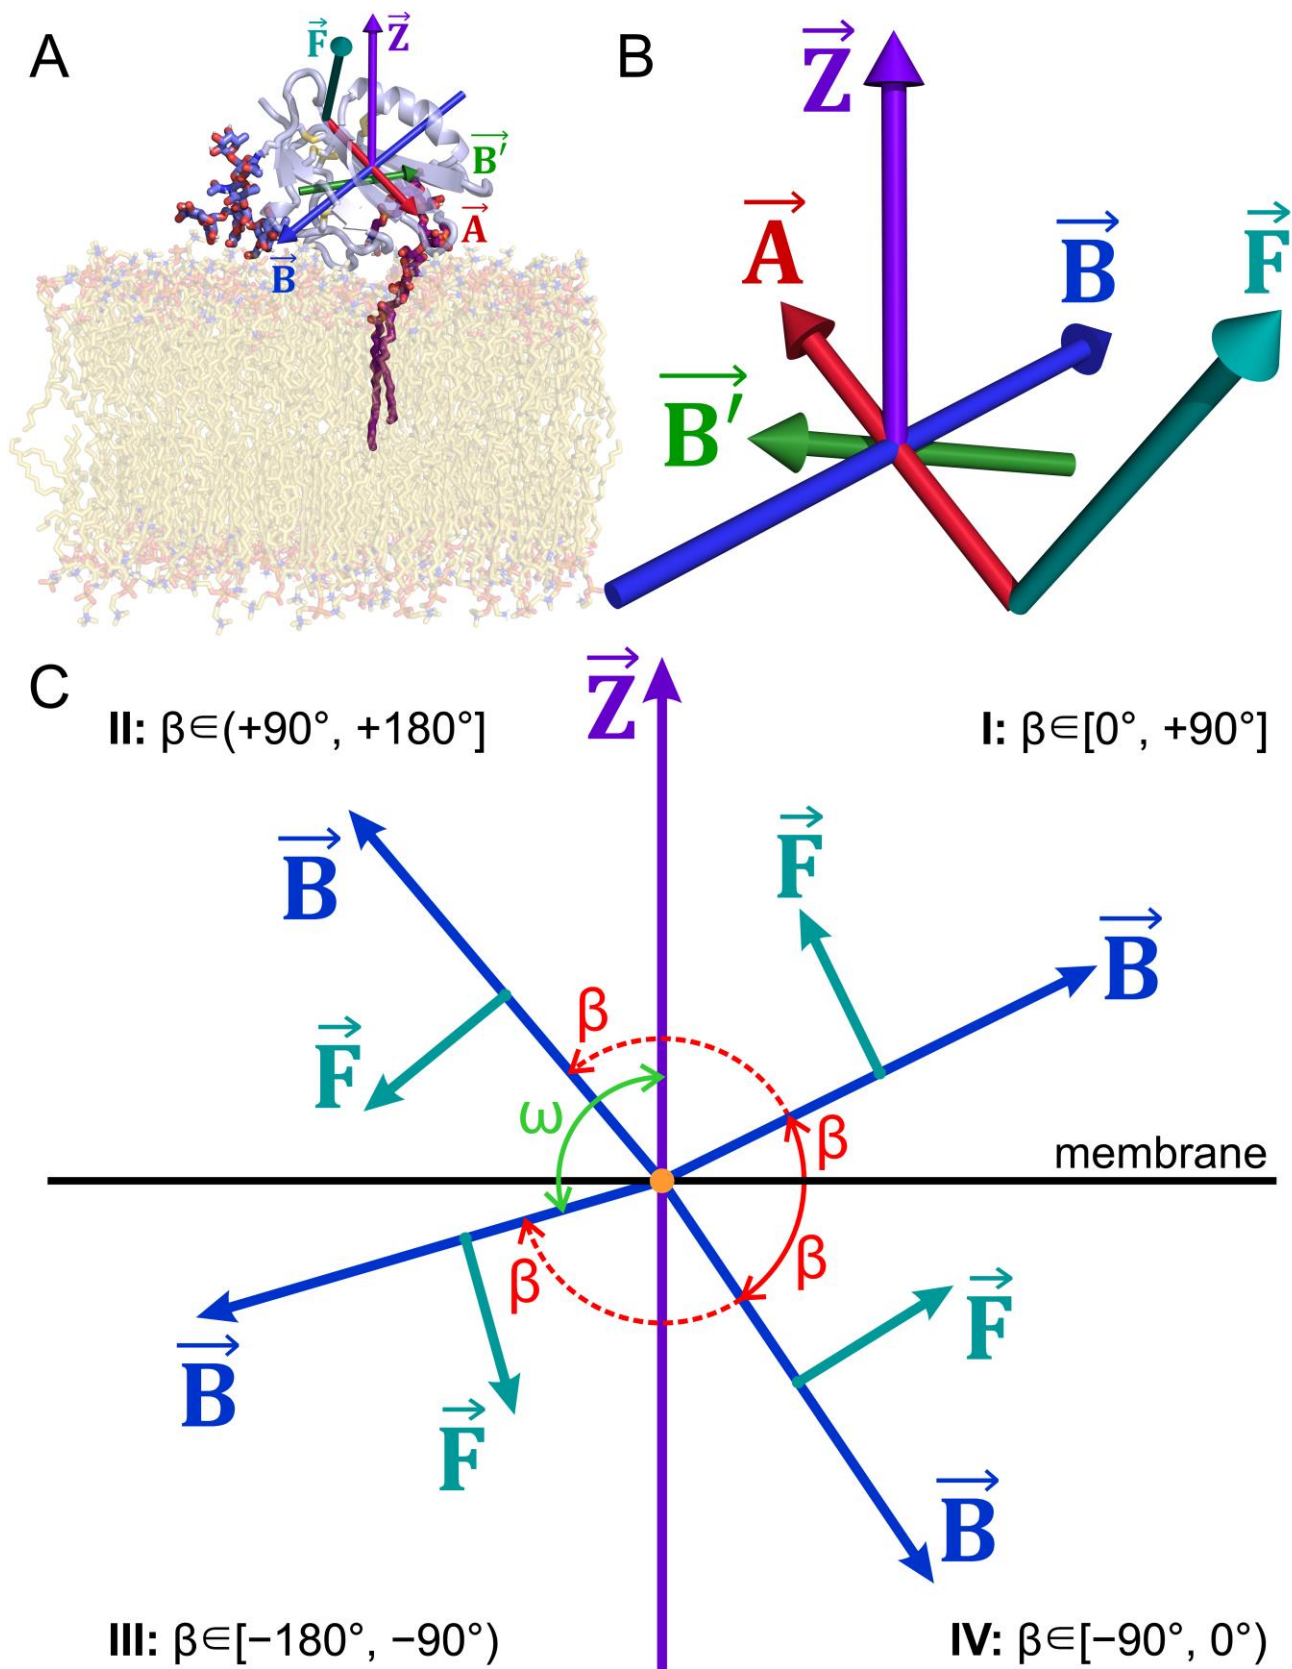 A
F⃗
Z⃗
B′⃗
A⃗
B⃗
B
Z⃗
A⃗
B⃗
F⃗
B′⃗
C
Z⃗
II: β∈(+90°, +180°]
I: β∈[0°, +90°]
B⃗
F⃗
B⃗
F⃗
β
ω
β
membrane
β
β
F⃗
B⃗
F⃗
B⃗
III: β∈[−180°, −90°)
IV: β∈[−90°, 0°)